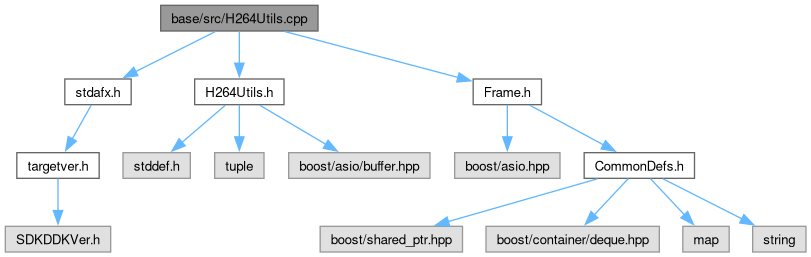 base/src/H264Utils.cpp
stdafx.h
H264Utils.h
Frame.h
targetver.h
stddef.h
tuple
boost/asio/buffer.hpp
boost/asio.hpp
CommonDefs.h
SDKDDKVer.h
boost/shared_ptr.hpp
boost/container/deque.hpp
map
string